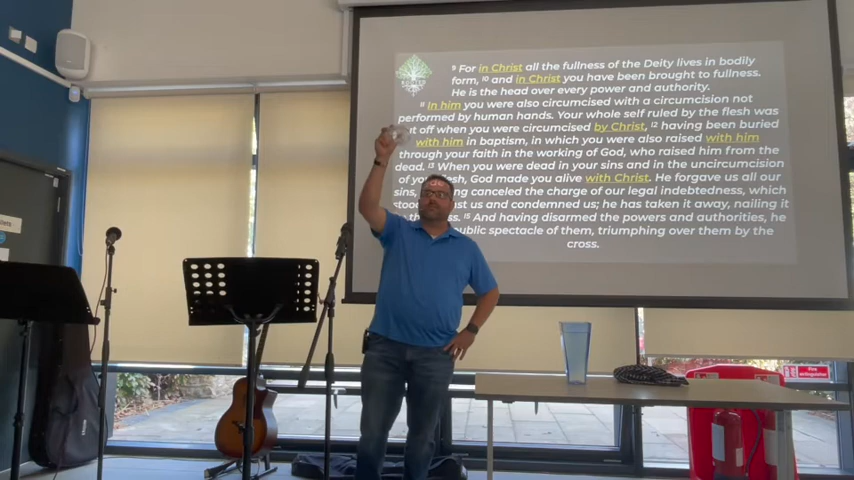 ROOTED
⁹ For in Christ all the fullness of the Deity lives in bodily
form, ¹⁰ and in Christ you have been brought to fullness.
He is the head over every power and authority.
¹¹ In him you were also circumcised with a circumcision not
performed by human hands. Your whole self ruled by the flesh was
off when you were circumcised by Christ, ¹² having been buried
with him in baptism, in which you were also raised with him
through your faith in the working of God, who raised him from the
dead. ¹³ When you were dead in your sins and in the uncircumcision
of flesh, God made you alive with Christ. He forgave us all our
sins, canceled the charge of our legal indebtedness, which
stood us and condemned us; he has taken it away, nailing it
¹⁵ And having disarmed the powers and authorities, he
spectacle of them, triumphing over them by the
cross.